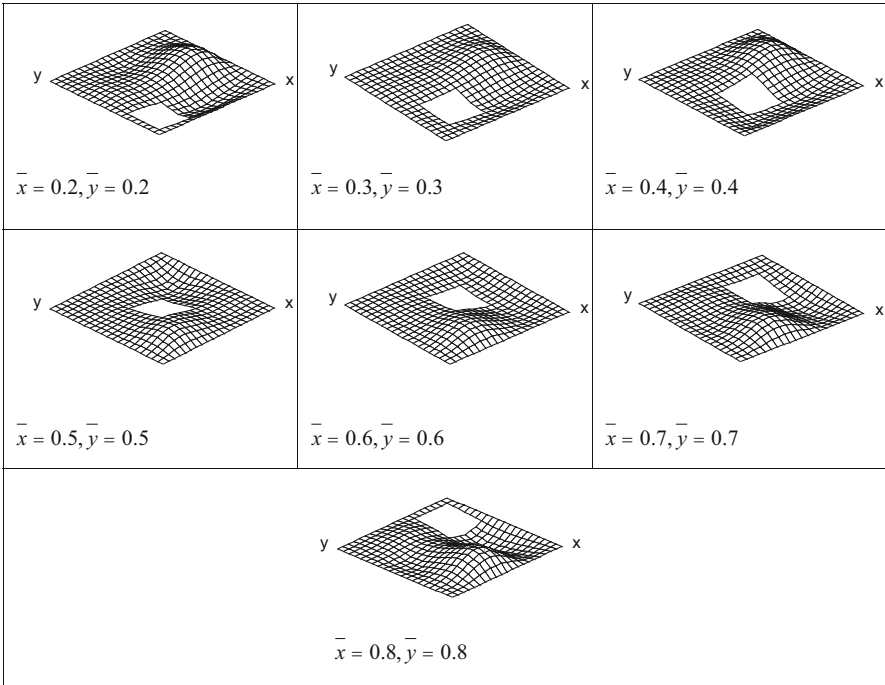 y x
x̄ = 0.2, ȳ = 0.2
y x
x̄ = 0.3, ȳ = 0.3
y x
x̄ = 0.4, ȳ = 0.4
y x
x̄ = 0.5, ȳ = 0.5
y x
x̄ = 0.6, ȳ = 0.6
y x
x̄ = 0.7, ȳ = 0.7
y x
x̄ = 0.8, ȳ = 0.8